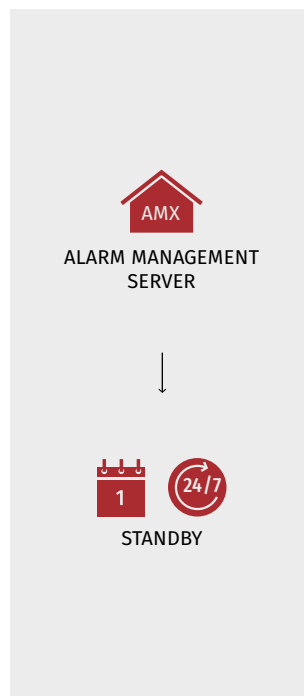 AMX
ALARM MANAGEMENT
SERVER
1
24/7
STANDBY